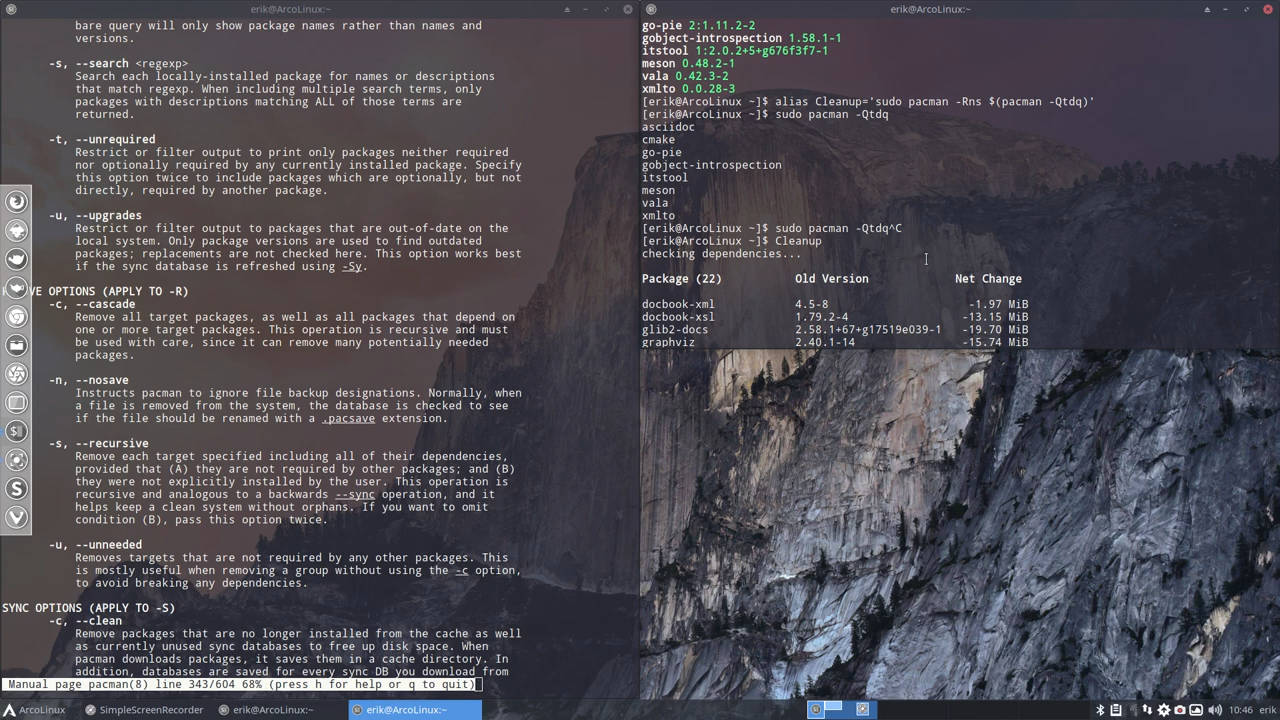 erik@ArcoLinux:~
bare query will only show package names rather than names and
versions.
-s, --search <regexp>
Search each locally-installed package for names or descriptions
that match regexp. When including multiple search terms, only
packages with descriptions matching ALL of those terms are
returned.
-t, --unrequired
Restrict or filter output to print only packages neither required
nor optionally required by any currently installed package. Specify
this option twice to include packages which are optionally, but not
directly, required by another package.
-u, --upgrades
Restrict or filter output to packages that are out-of-date on the
local system. Only package versions are used to find outdated
packages; replacements are not checked here. This option works best
if the sync database is refreshed using -Sy.
VE OPTIONS (APPLY TO -R)
-c, --cascade
Remove all target packages, as well as all packages that depend on
one or more target packages. This operation is recursive and must
be used with care, since it can remove many potentially needed
packages.
-n, --nosave
Instructs pacman to ignore file backup designations. Normally, when
a file is removed from the system, the database is checked to see
if the file should be renamed with a .pacsave extension.
-s, --recursive
Remove each target specified including all of their dependencies,
provided that (A) they are not required by other packages; and (B)
they were not explicitly installed by the user. This operation is
recursive and analogous to a backwards --sync operation, and it
helps keep a clean system without orphans. If you want to omit
condition (B), pass this option twice.
-u, --unneeded
Removes targets that are not required by any other packages. This
is mostly useful when removing a group without using the -c option,
to avoid breaking any dependencies.
SYNC OPTIONS (APPLY TO -S)
-c, --clean
Remove packages that are no longer installed from the cache as well
as currently unused sync databases to free up disk space. When
pacman downloads packages, it saves them in a cache directory. In
addition, databases are saved for every sync DB you download from
Manual page pacman(8) line 343/604 68% (press h for help or q to quit)
erik@ArcoLinux:~
go-pie 2:1.11.2-2
gobject-introspection 1.58.1-1
itstool 1:2.0.2+5+g676f3f7-1
meson 0.48.2-1
vala 0.42.3-2
xmlto 0.0.28-3
[erik@ArcoLinux ~]$ alias Cleanup='sudo pacman -Rns $(pacman -Qtdq)'
[erik@ArcoLinux ~]$ sudo pacman -Qtdq
asciidoc
cmake
go-pie
gobject-introspection
itstool
meson
vala
xmlto
[erik@ArcoLinux ~]$ sudo pacman -Qtdq^C
[erik@ArcoLinux ~]$ Cleanup
checking dependencies...
Package (22) Old Version Net Change
docbook-xml 4.5-8 -1.97 MiB
docbook-xsl 1.79.2-4 -13.15 MiB
glib2-docs 2.58.1+67+g17519e039-1 -19.70 MiB
graphviz 2.40.1-14 -15.74 MiB
ArcoLinux SimpleScreenRecorder erik@ArcoLinux:~ erik@ArcoLinux:~ 10:46 erik